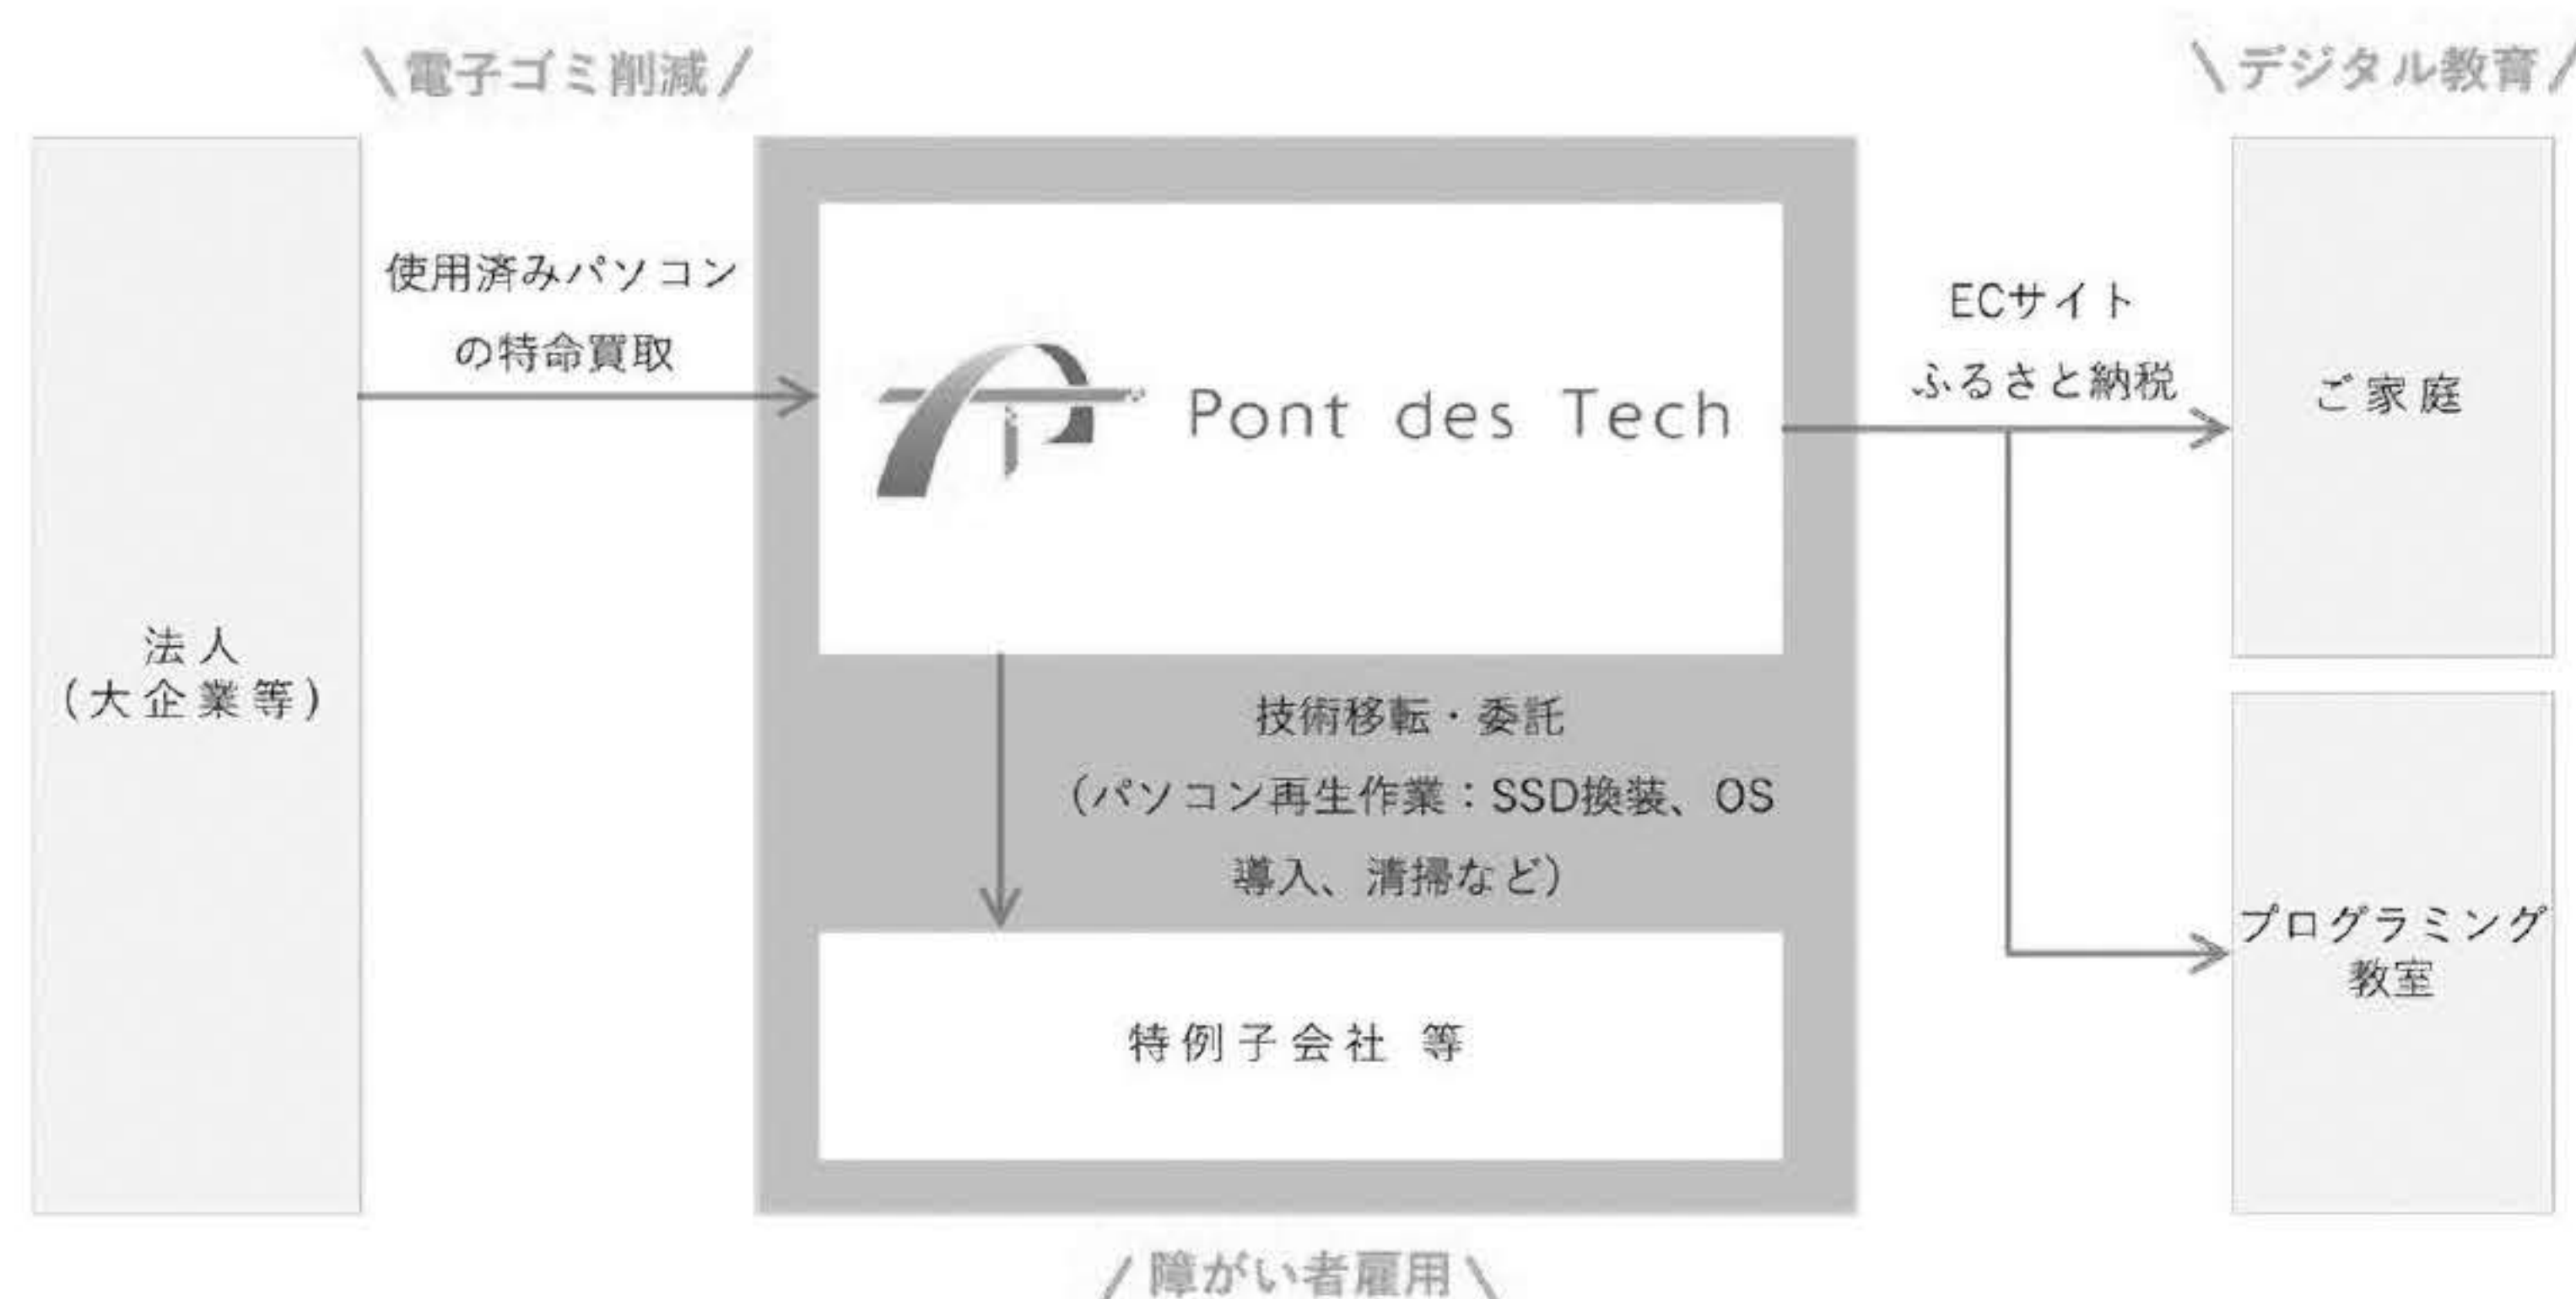 \電子ゴミ削減/
\デジタル教育/
使用済みパソコン
の特命買取
法人
(大企業等)
Pont des Tech
技術移転・委託
（パソコン再生作業：SSD換装、OS
導入、清掃など）
特例子会社 等
ECサイト
ふるさと納税
ご家庭
プログラミング
教室
/障がい者雇用\